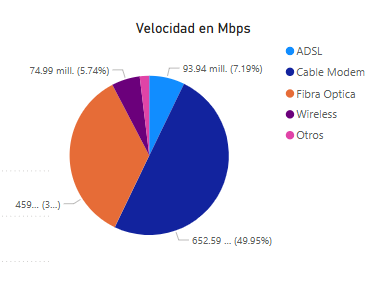 Velocidad en Mbps
74.99 mill. (5.74%)
93.94 mill. (7.19%)
ADSL
Cable Modem
Fibra Optica
Wireless
Otros
459... (3...)
652.59 ... (49.95%)